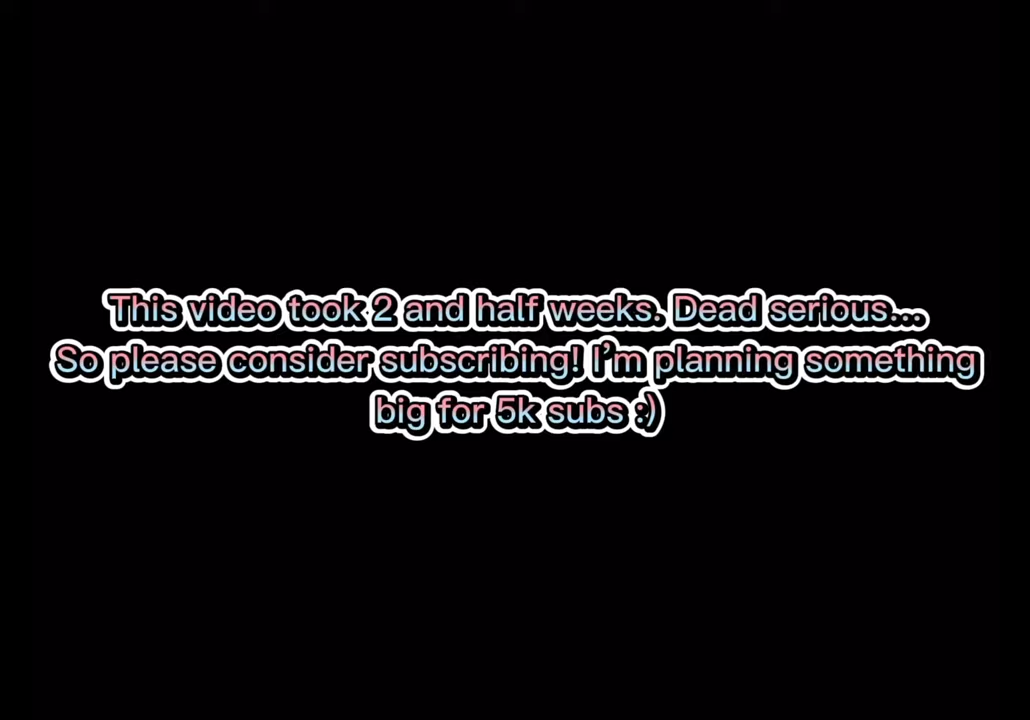 This video took 2 and half weeks. Dead serious...
So please consider subscribing! I'm planning something
big for 5k subs :)